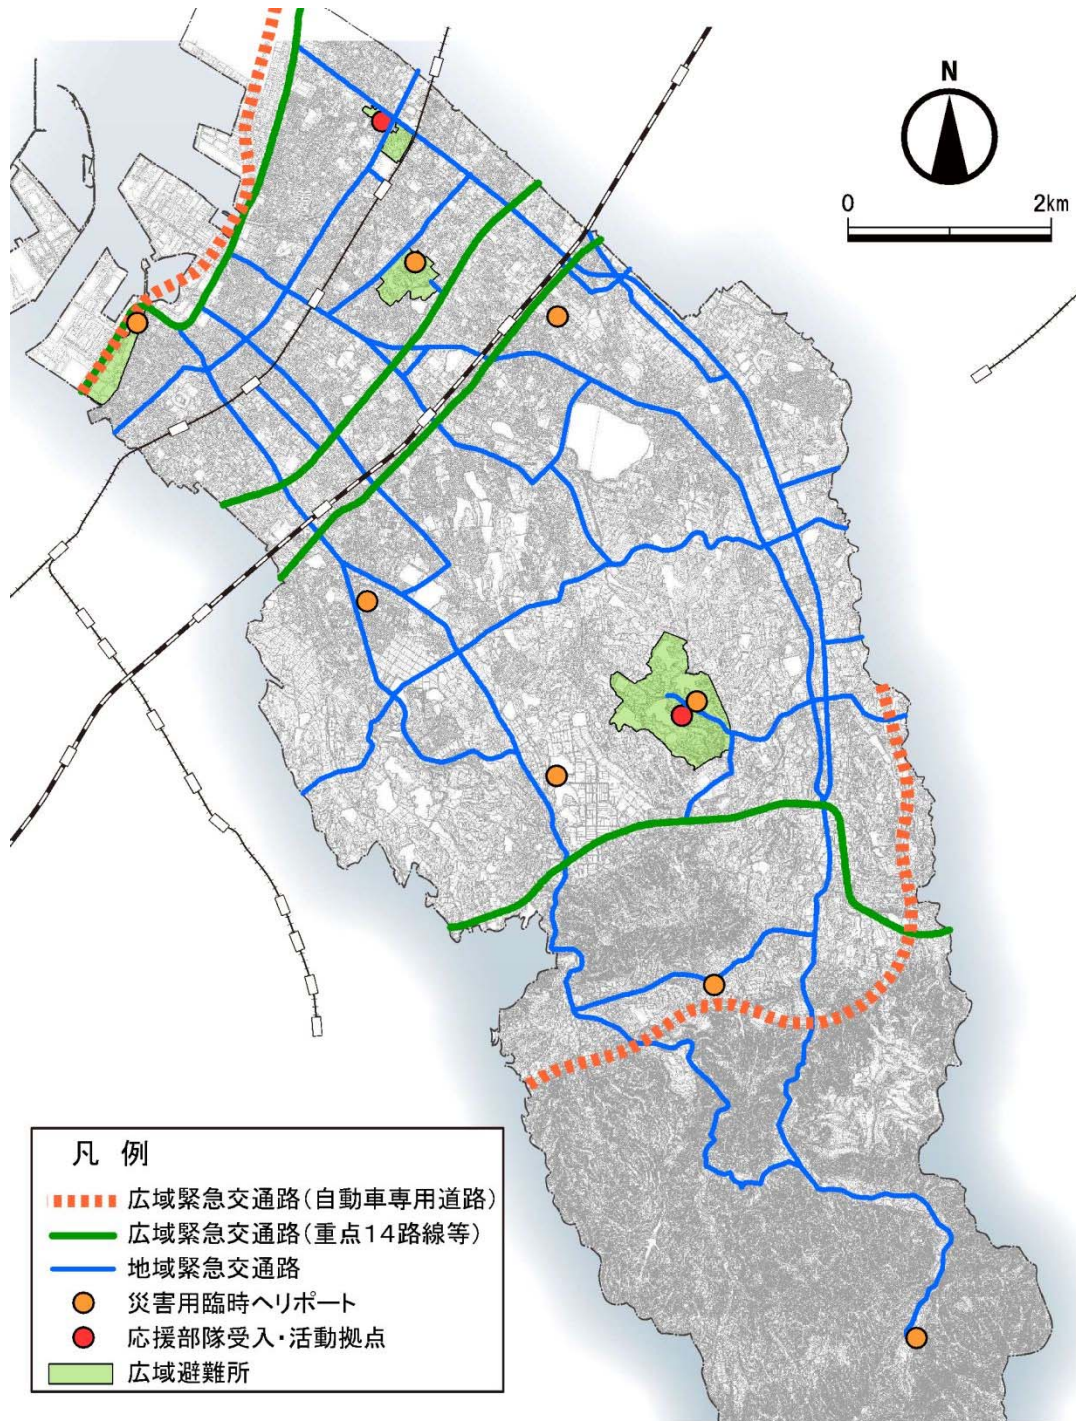 N
0 2km
凡 例
広域緊急交通路(自動車専用道路)
広域緊急交通路(重点14路線等)
地域緊急交通路
災害用臨時ヘリポート
応援部隊受入・活動拠点
広域避難所